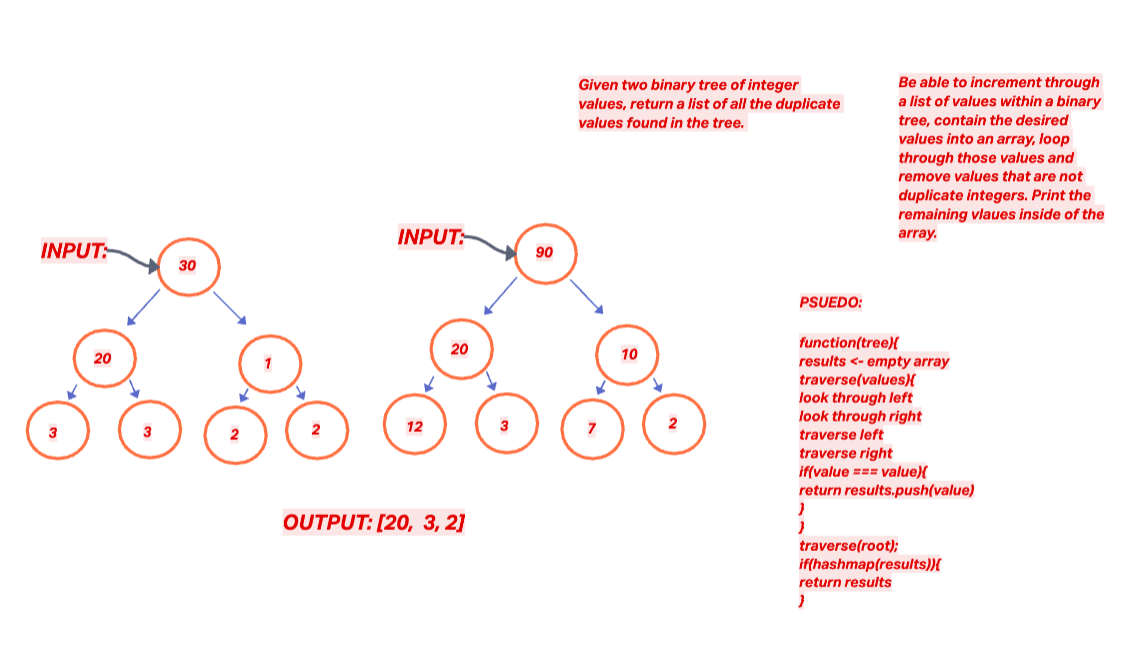 Given two binary tree of integer
values, return a list of all the duplicate
values found in the tree.
Be able to increment through
a list of values within a binary
tree, contain the desired
values into an array, loop
through those values and
remove values that are not
duplicate integers. Print the
remaining vlaues inside of the
array.
INPUT:
30
20
1
3
3
2
2
INPUT:
90
20
10
12
3
7
2
OUTPUT: [20, 3, 2]
PSUEDO:
function(tree){
results <- empty array
traverse(values){
look through left
look through right
traverse left
traverse right
if(value === value){
return results.push(value)
}
}
traverse(root);
if(hashmap(results)){
return results
}